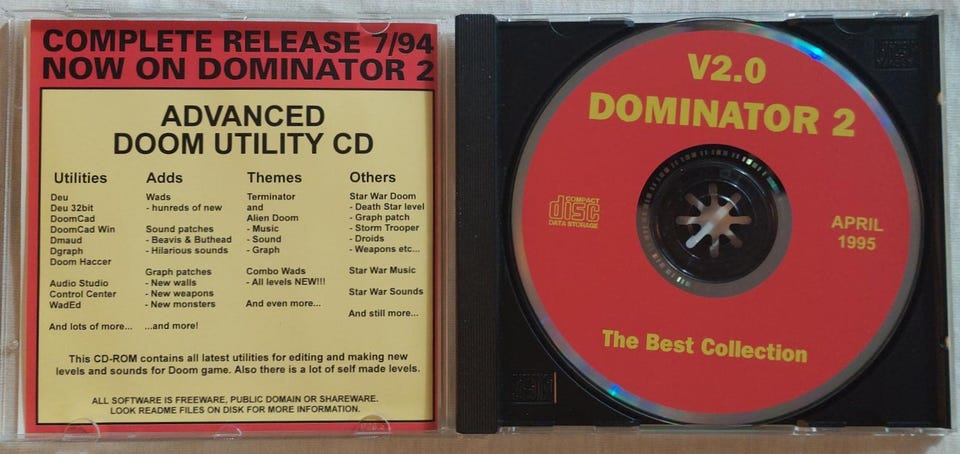 COMPLETE RELEASE 7/94
NOW ON DOMINATOR 2
ADVANCED
DOOM UTILITY CD
Utilities
Deu
Deu 32bit
DoomCad
DoomCad Win
Dmaud
Dgraph
Doom Haccer
Audio Studio
Control Center
WadEd
And lots of more...
Adds
Wads
- hunreds of new
Sound patches
- Beavis & Buthead
- Hilarious sounds
Graph patches
- New walls
- New weapons
- New monsters
...and more!
Themes
Terminator
and
Alien Doom
- Music
- Sound
- Graph
Combo Wads
- All levels NEW!!!
And even more...
Others
Star War Doom
- Death Star level
- Graph patch
- Storm Trooper
- Droids
- Weapons etc...
Star War Music
Star War Sounds
And still more...
This CD-ROM contains all latest utilities for editing and making new
levels and sounds for Doom game. Also there is a lot of self made levels.
ALL SOFTWARE IS FREEWARE, PUBLIC DOMAIN OR SHAREWARE.
LOOK README FILES ON DISK FOR MORE INFORMATION.
V2.0
DOMINATOR 2
COMPACT
disc
DATA STORAGE
APRIL
1995
The Best Collection